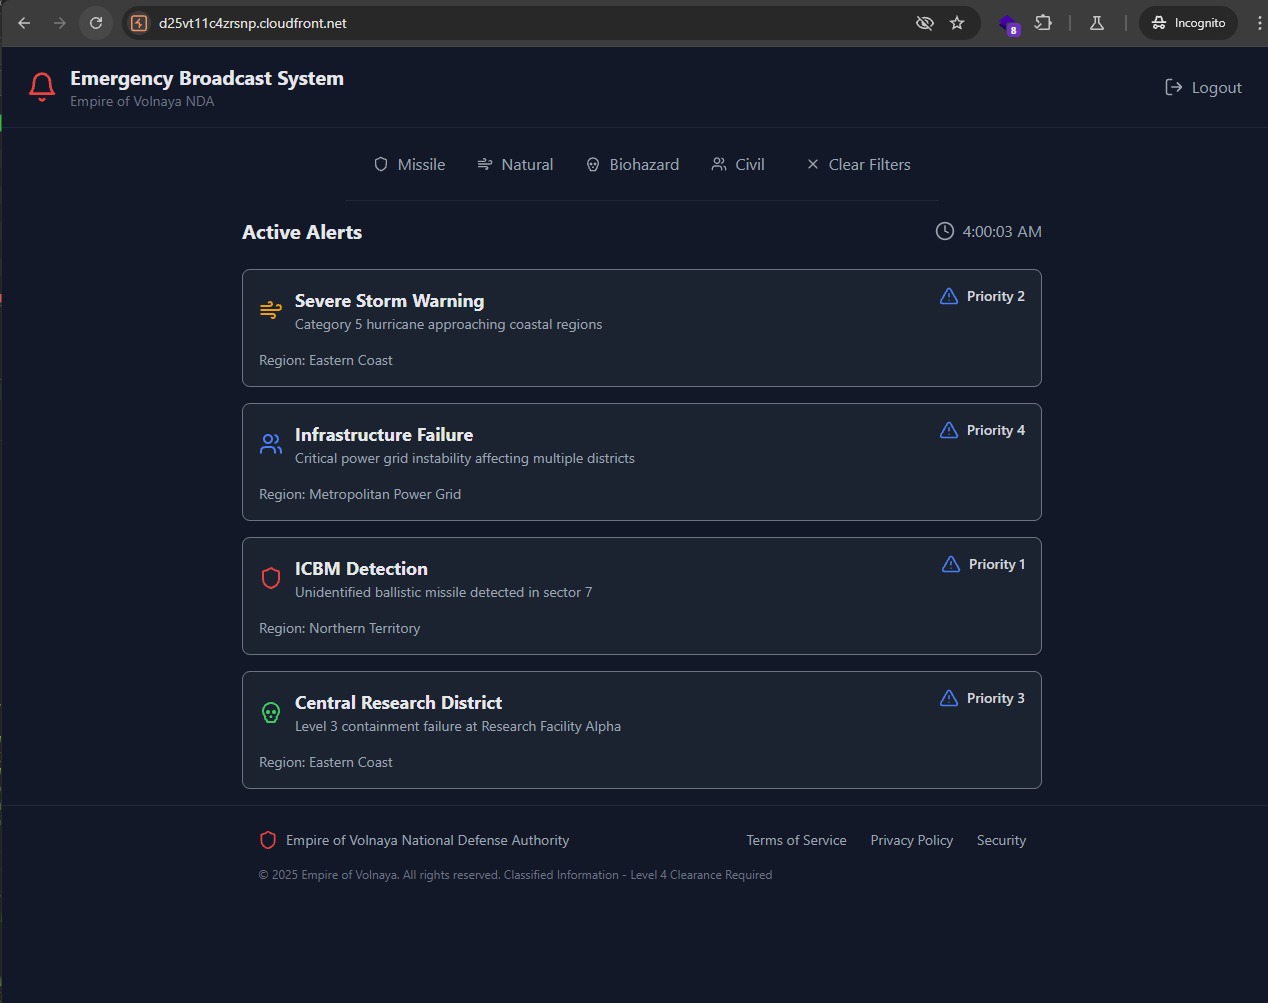 d25vt11c4zrsnp.cloudfront.net
8
Incognito
Emergency Broadcast System
Empire of Volnaya NDA
Logout
Missile Natural Biohazard Civil Clear Filters
Active Alerts
4:00:03 AM
Severe Storm Warning
Priority 2
Category 5 hurricane approaching coastal regions
Region: Eastern Coast
Infrastructure Failure
Priority 4
Critical power grid instability affecting multiple districts
Region: Metropolitan Power Grid
ICBM Detection
Priority 1
Unidentified ballistic missile detected in sector 7
Region: Northern Territory
Central Research District
Priority 3
Level 3 containment failure at Research Facility Alpha
Region: Eastern Coast
Empire of Volnaya National Defense Authority
Terms of Service Privacy Policy Security
© 2025 Empire of Volnaya. All rights reserved. Classified Information - Level 4 Clearance Required